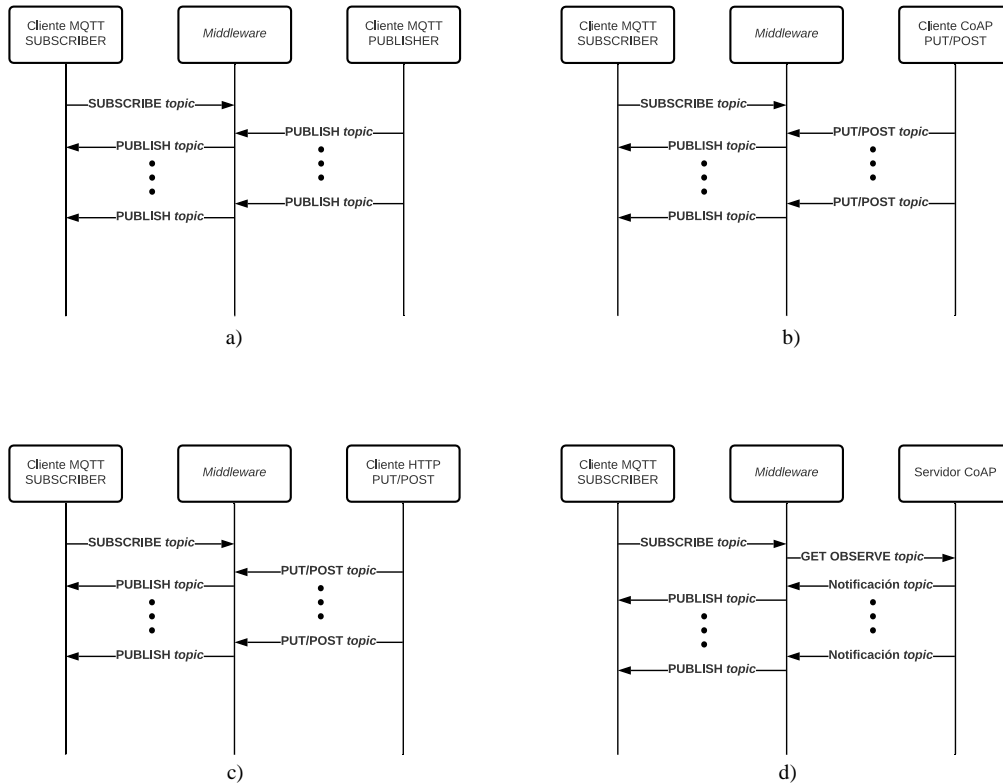 Cliente MQTT
SUBSCRIBER
Middleware
Cliente MQTT
PUBLISHER
SUBSCRIBE topic
PUBLISH topic
PUBLISH topic
PUBLISH topic
PUBLISH topic
a)
Cliente MQTT
SUBSCRIBER
Middleware
Cliente CoAP
PUT/POST
SUBSCRIBE topic
PUT/POST topic
PUBLISH topic
PUT/POST topic
PUBLISH topic
b)
Cliente MQTT
SUBSCRIBER
Middleware
Cliente HTTP
PUT/POST
SUBSCRIBE topic
PUT/POST topic
PUBLISH topic
PUT/POST topic
PUBLISH topic
c)
Cliente MQTT
SUBSCRIBER
Middleware
Servidor CoAP
SUBSCRIBE topic
GET OBSERVE topic
Notificación topic
PUBLISH topic
Notificación topic
PUBLISH topic
d)